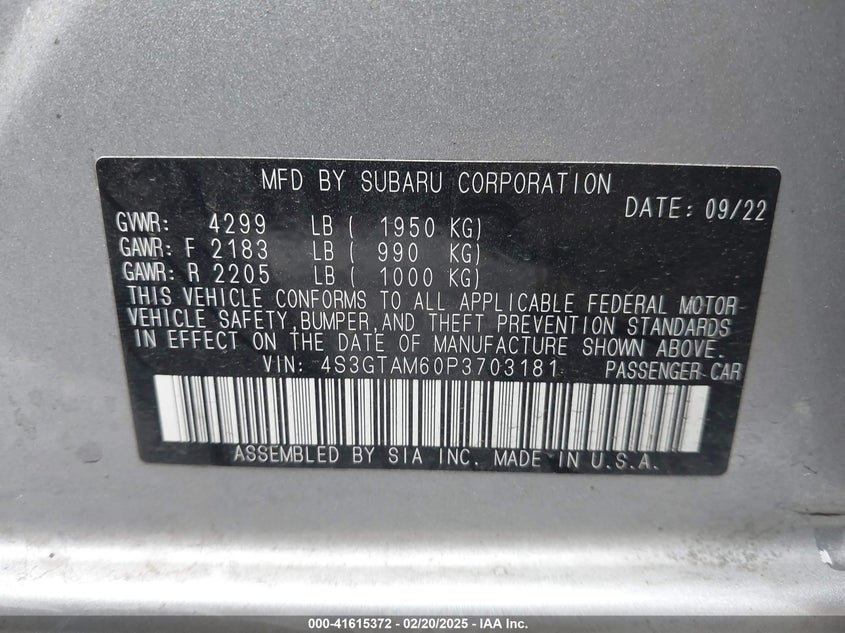 MFD BY SUBARU CORPORATION
DATE: 09/22
GVWR: 4299 LB ( 1950 KG)
GAWR: F 2183 LB ( 990 KG)
GAWR: R 2205 LB ( 1000 KG)
THIS VEHICLE CONFORMS TO ALL APPLICABLE FEDERAL MOTOR
VEHICLE SAFETY,BUMPER,AND THEFT PREVENTION STANDARDS
IN EFFECT ON THE DATE OF MANUFACTURE SHOWN ABOVE.
VIN: 4S3GTAM60P3703181 PASSENGER CAR
ASSEMBLED BY SIA INC. MADE IN U.S.A.
000-41615372 — 02/20/2025 — IAA Inc.